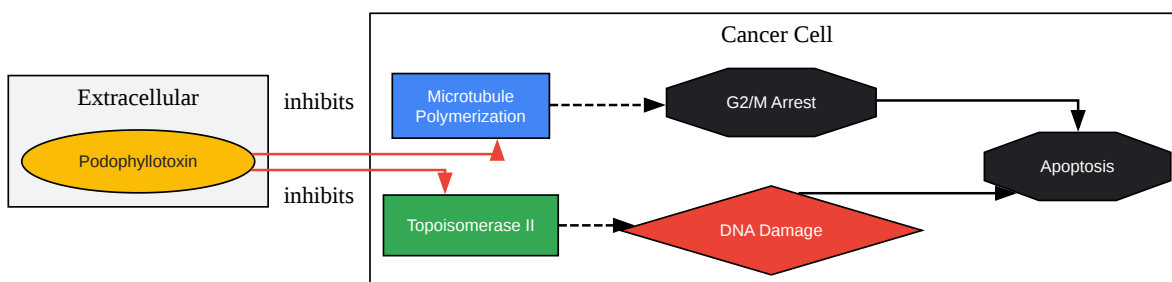 Cancer Cell
Extracellular
inhibits
Microtubule
Polymerization
G2/M Arrest
Podophyllotoxin
Apoptosis
inhibits
Topoisomerase II
DNA Damage